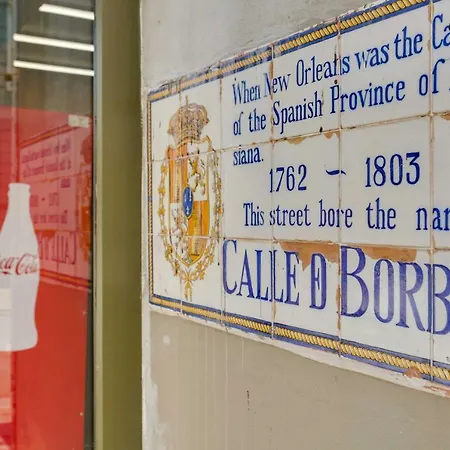 When New Orleans was the Ca
of the Spanish Province of
siana.
1762 ~ 1803
This street bore the nam
CALLE D BORB
Coca-Cola